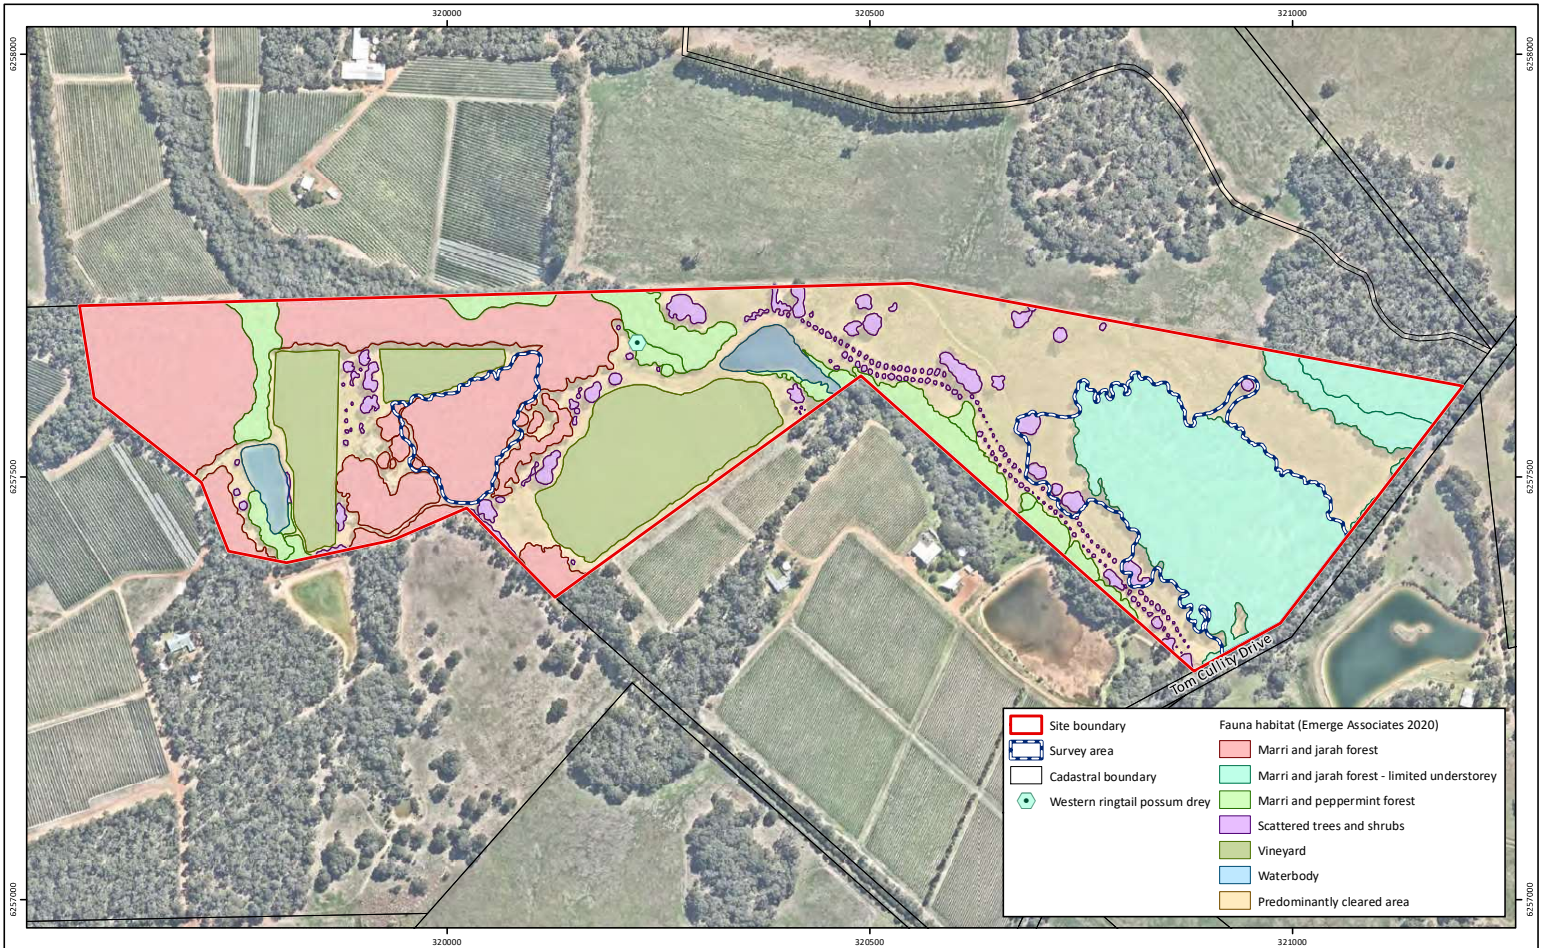 320000
320500
321000
6258000
6258000
6257500
6257500
Tom Cullity Drive
Site boundary
Survey area
Cadastral boundary
Western ringtail possum drey
Fauna habitat (Emerge Associates 2020)
Marri and jarah forest
Marri and jarah forest - limited understorey
Marri and peppermint forest
Scattered trees and shrubs
Vineyard
Waterbody
Predominantly cleared area
6257000
6257000
320000
320500
321000